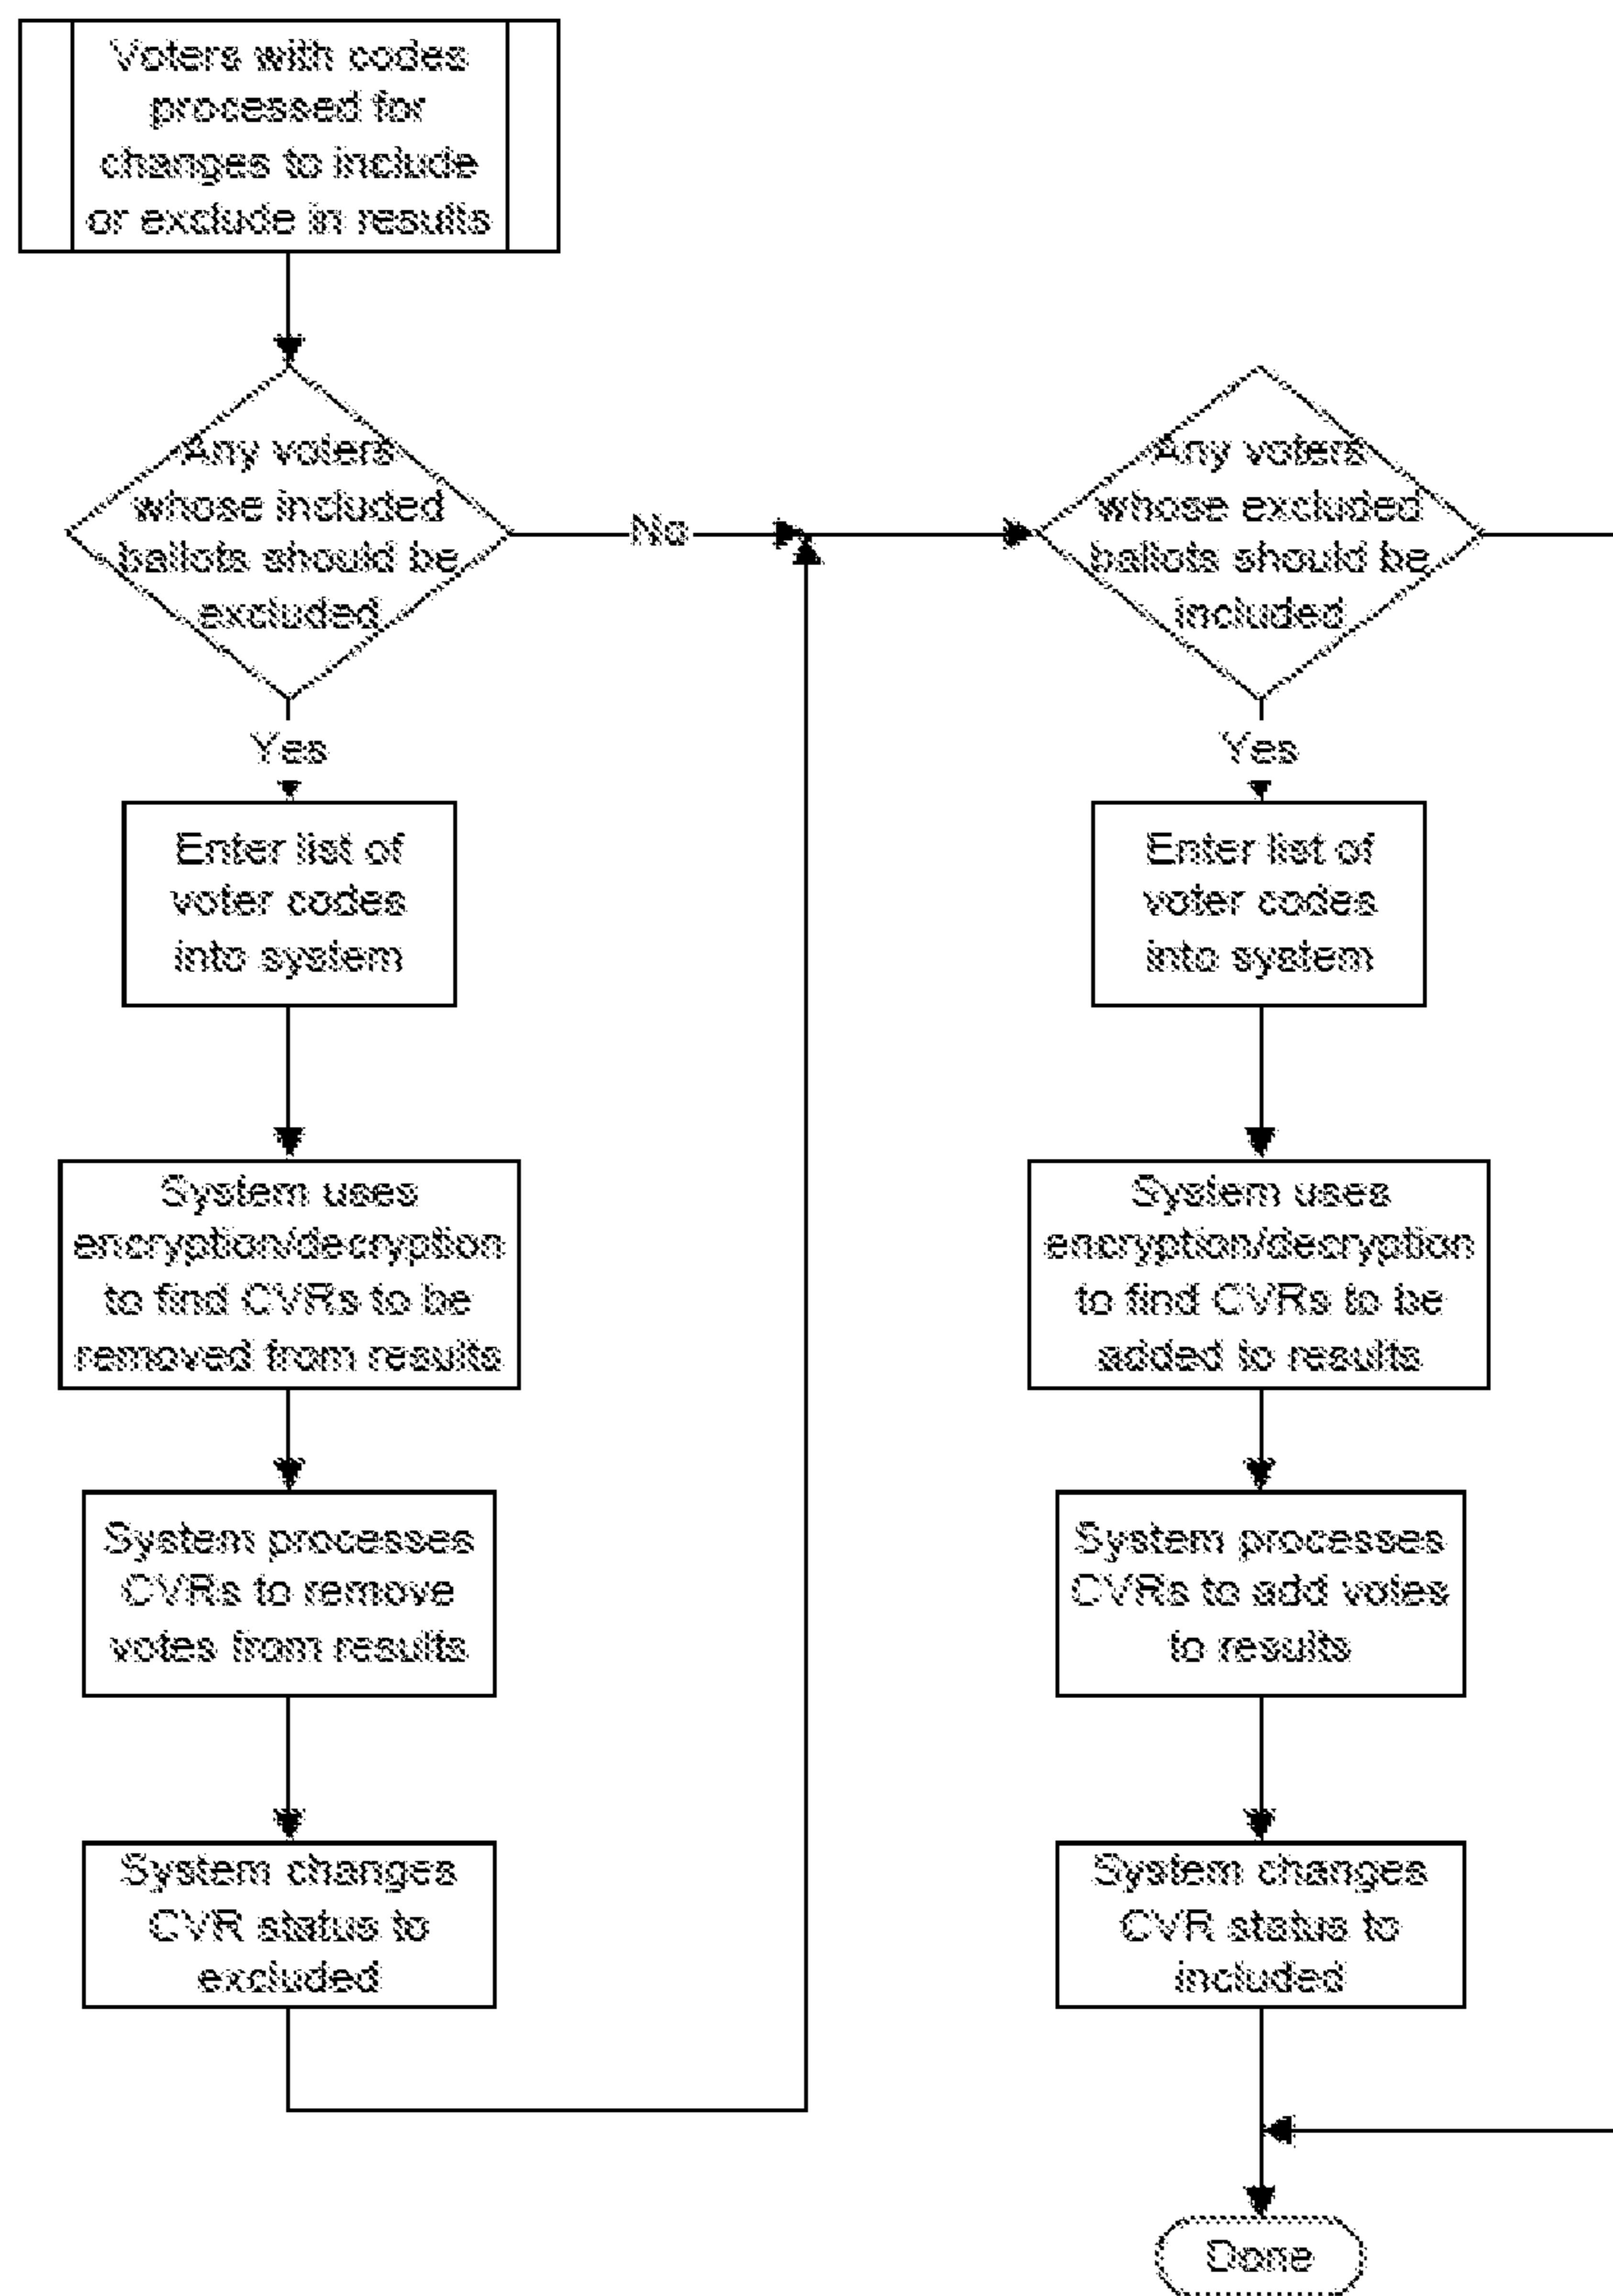 Voters with codes
processed for
changes to include
or exclude in results
Any voters
whose included
ballots should be
excluded
No
Yes
Enter list of
voter codes
into system
System uses
encryption/decryption
to find CVRs to be
removed from results
System processes
CVRs to remove
votes from results
System changes
CVR status to
excluded
Any voters
whose excluded
ballots should be
included
Yes
Enter list of
voter codes
into system
System uses
encryption/decryption
to find CVRs to be
added to results
System processes
CVRs to add votes
to results
System changes
CVR status to
included
Done